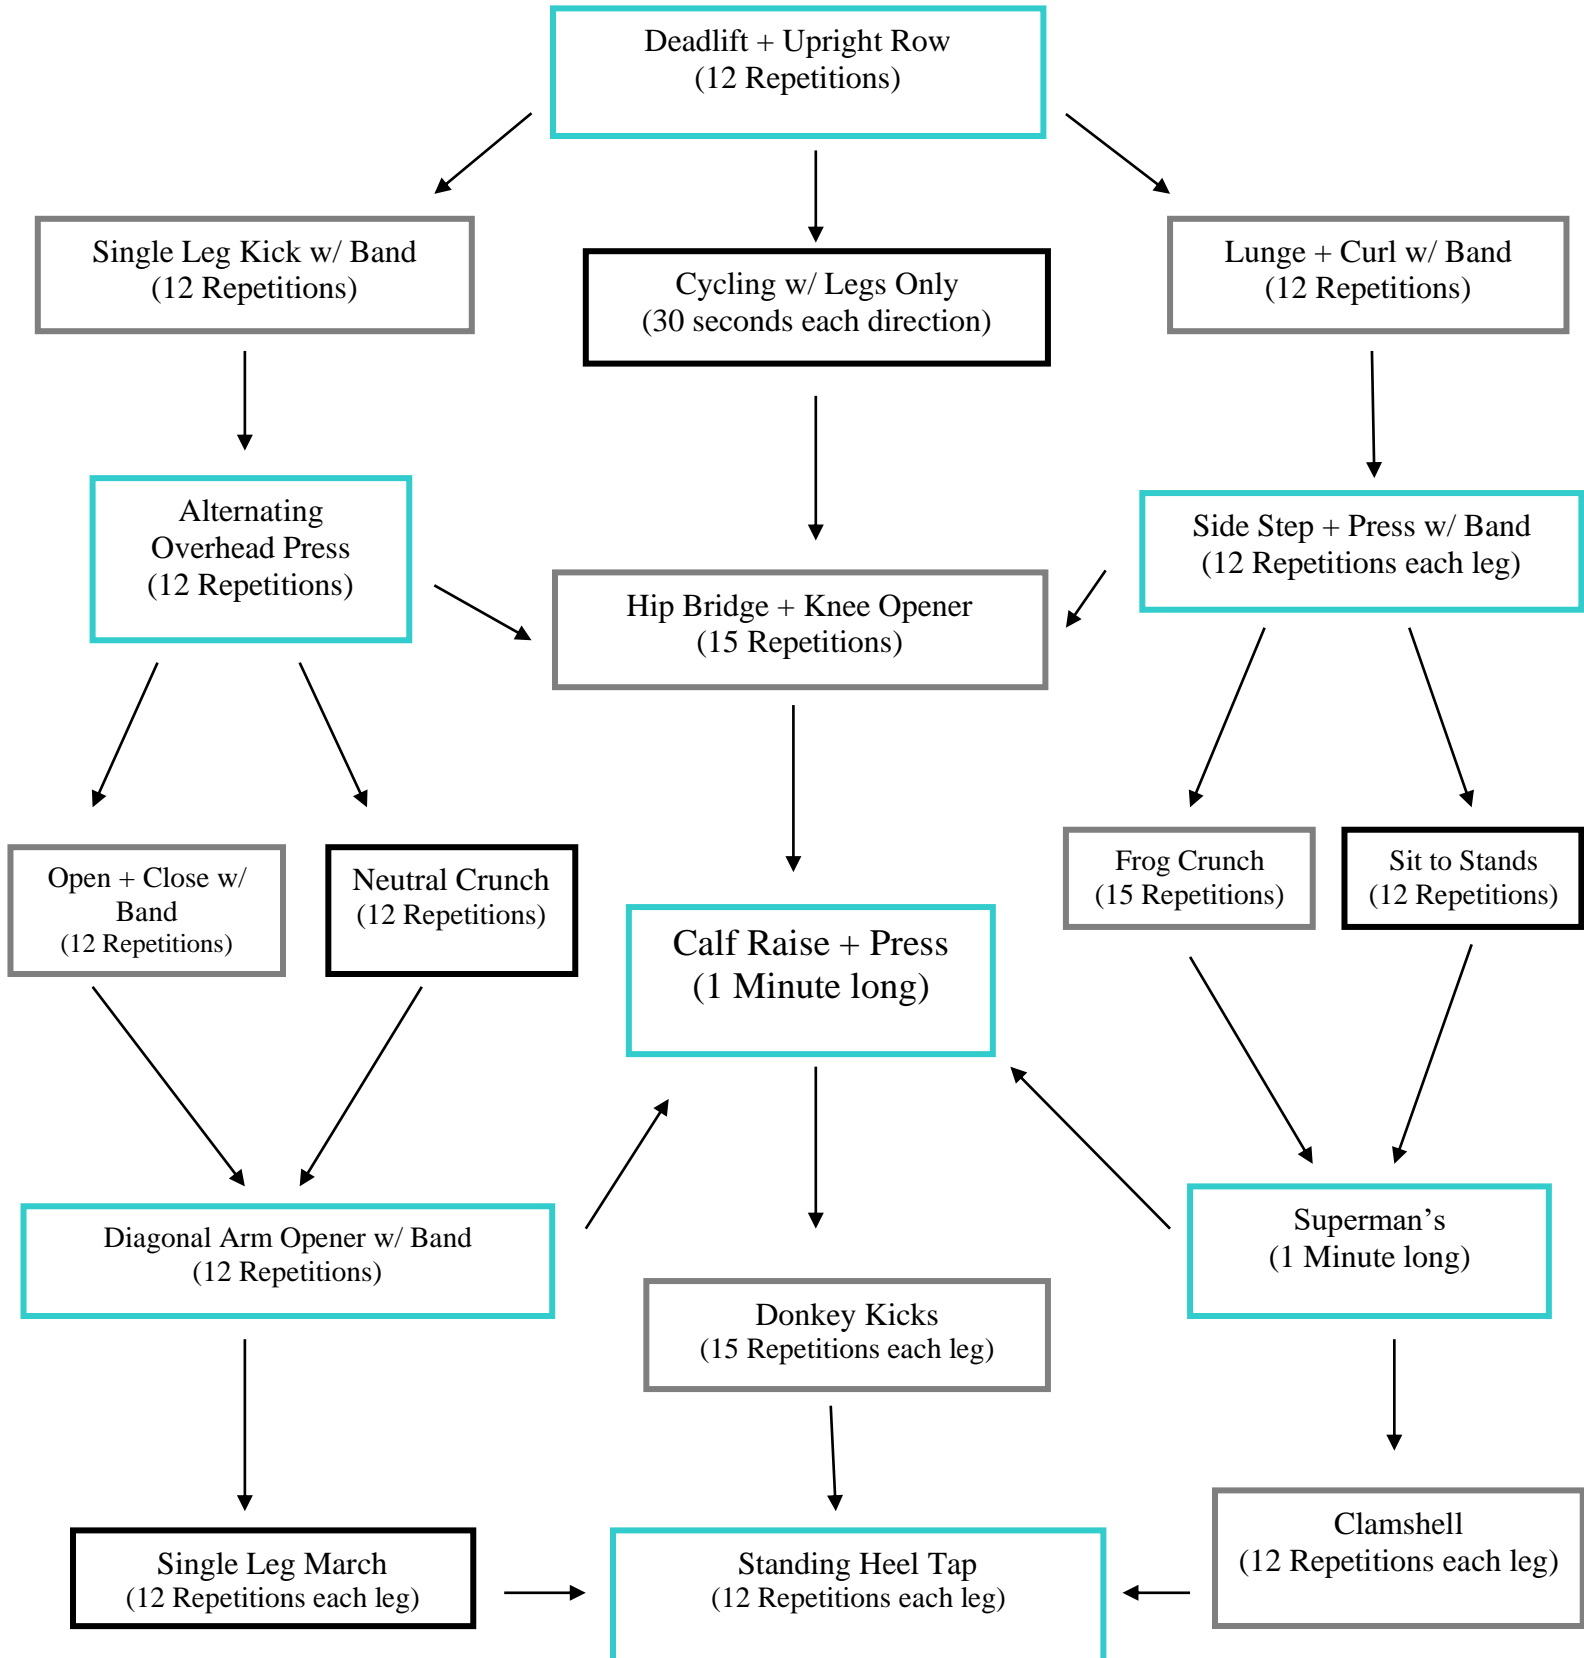 Deadlift + Upright Row
(12 Repetitions)
Single Leg Kick w/ Band
(12 Repetitions)
Cycling w/ Legs Only
(30 seconds each direction)
Lunge + Curl w/ Band
(12 Repetitions)
Alternating
Overhead Press
(12 Repetitions)
Hip Bridge + Knee Opener
(15 Repetitions)
Side Step + Press w/ Band
(12 Repetitions each leg)
Open + Close w/
Band
(12 Repetitions)
Neutral Crunch
(12 Repetitions)
Calf Raise + Press
(1 Minute long)
Frog Crunch
(15 Repetitions)
Sit to Stands
(12 Repetitions)
Diagonal Arm Opener w/ Band
(12 Repetitions)
Donkey Kicks
(15 Repetitions each leg)
Superman’s
(1 Minute long)
Single Leg March
(12 Repetitions each leg)
Standing Heel Tap
(12 Repetitions each leg)
Clamshell
(12 Repetitions each leg)